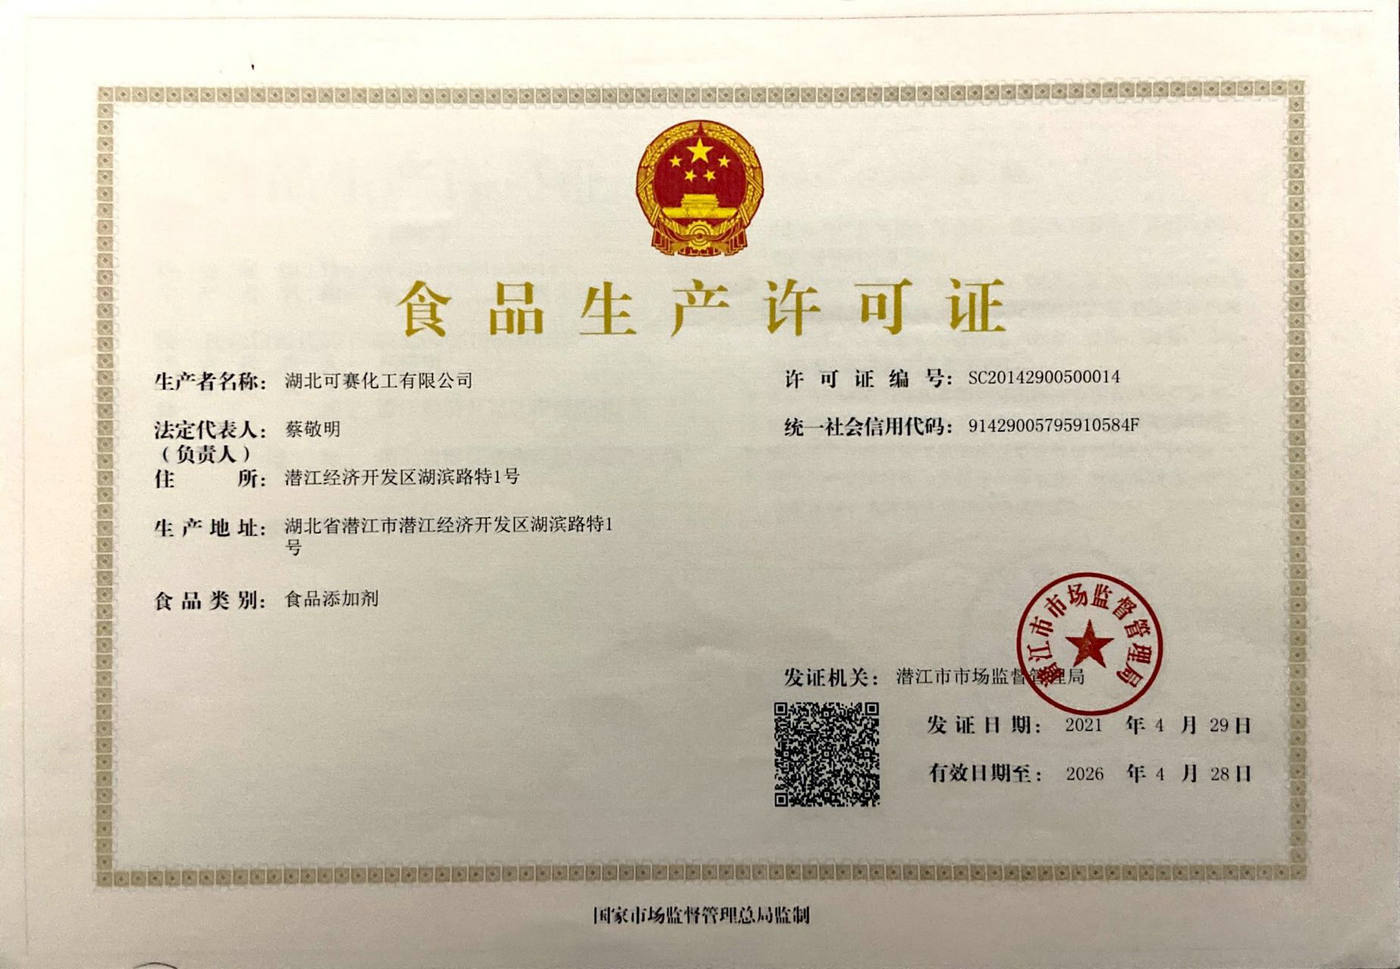 食品生产许可证
生产者名称： 湖北可赛化工有限公司
许可证编号： SC20142900500014
法定代表人： 蔡敬明
（负责人）
统一社会信用代码： 91429005795910584F
住所： 潜江经济开发区湖滨路特1号
生产地址： 湖北省潜江市潜江经济开发区湖滨路特1
号
食品类别： 食品添加剂
潜江市市场监督管理局
发证机关： 潜江市市场监督管理局
发证日期： 2021 年 4 月 29 日
有效日期至： 2026 年 4 月 28 日
国家市场监督管理总局监制